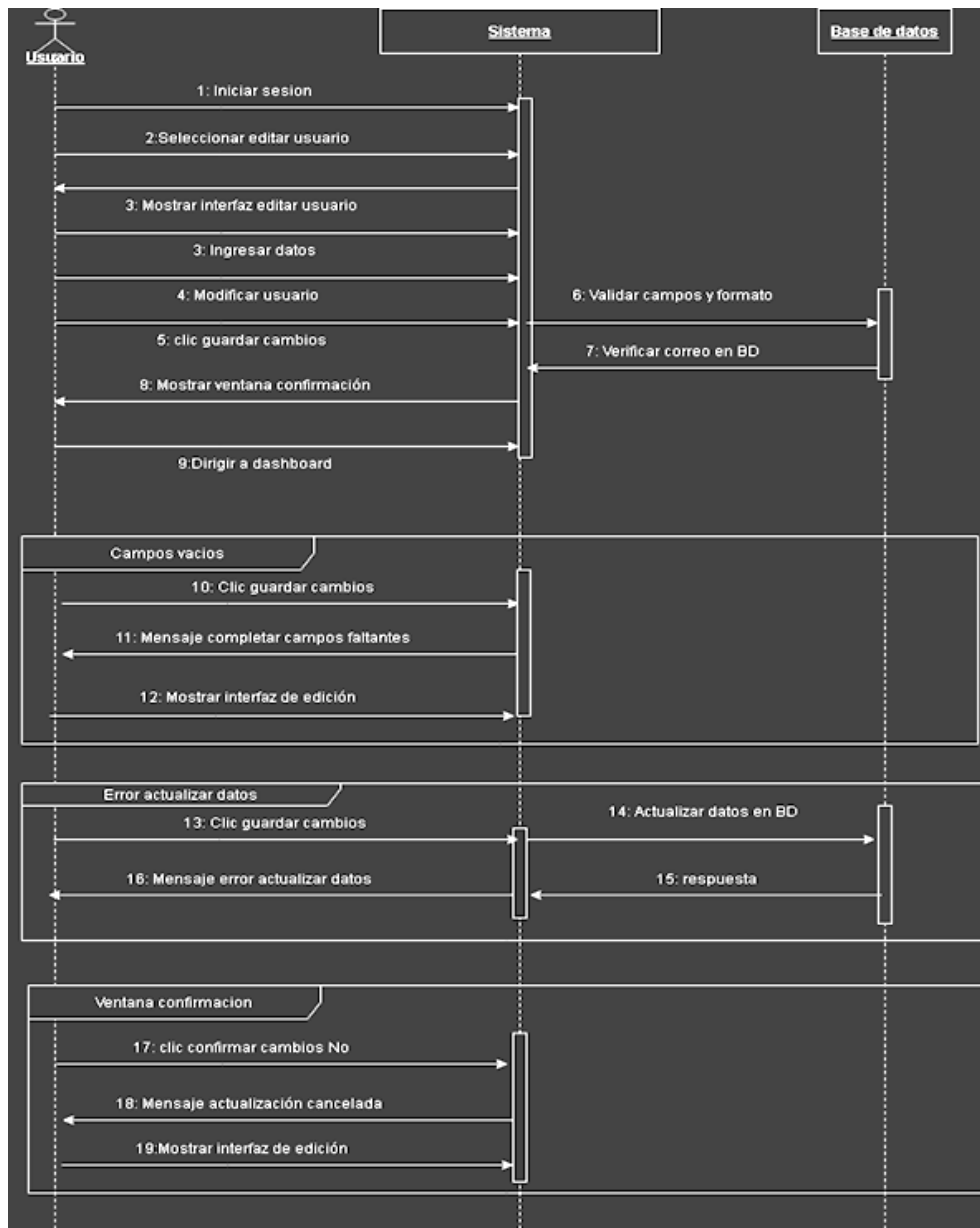 Sistema
Base de datos
Usuario
1: Iniciar sesion
2:Seleccionar editar usuario
3: Mostrar interfaz editar usuario
3: Ingresar datos
4: Modificar usuario
6: Validar campos y formato
5: clic guardar cambios
7: Verificar correo en BD
8: Mostrar ventana confirmación
9:Dirigir a dashboard
Campos vacios
10: Clic guardar cambios
11: Mensaje completar campos faltantes
12: Mostrar interfaz de edición
Error actualizar datos
13: Clic guardar cambios
14: Actualizar datos en BD
16: Mensaje error actualizar datos
15: respuesta
Ventana confirmacion
17: clic confirmar cambios No
18: Mensaje actualización cancelada
19:Mostrar interfaz de edición